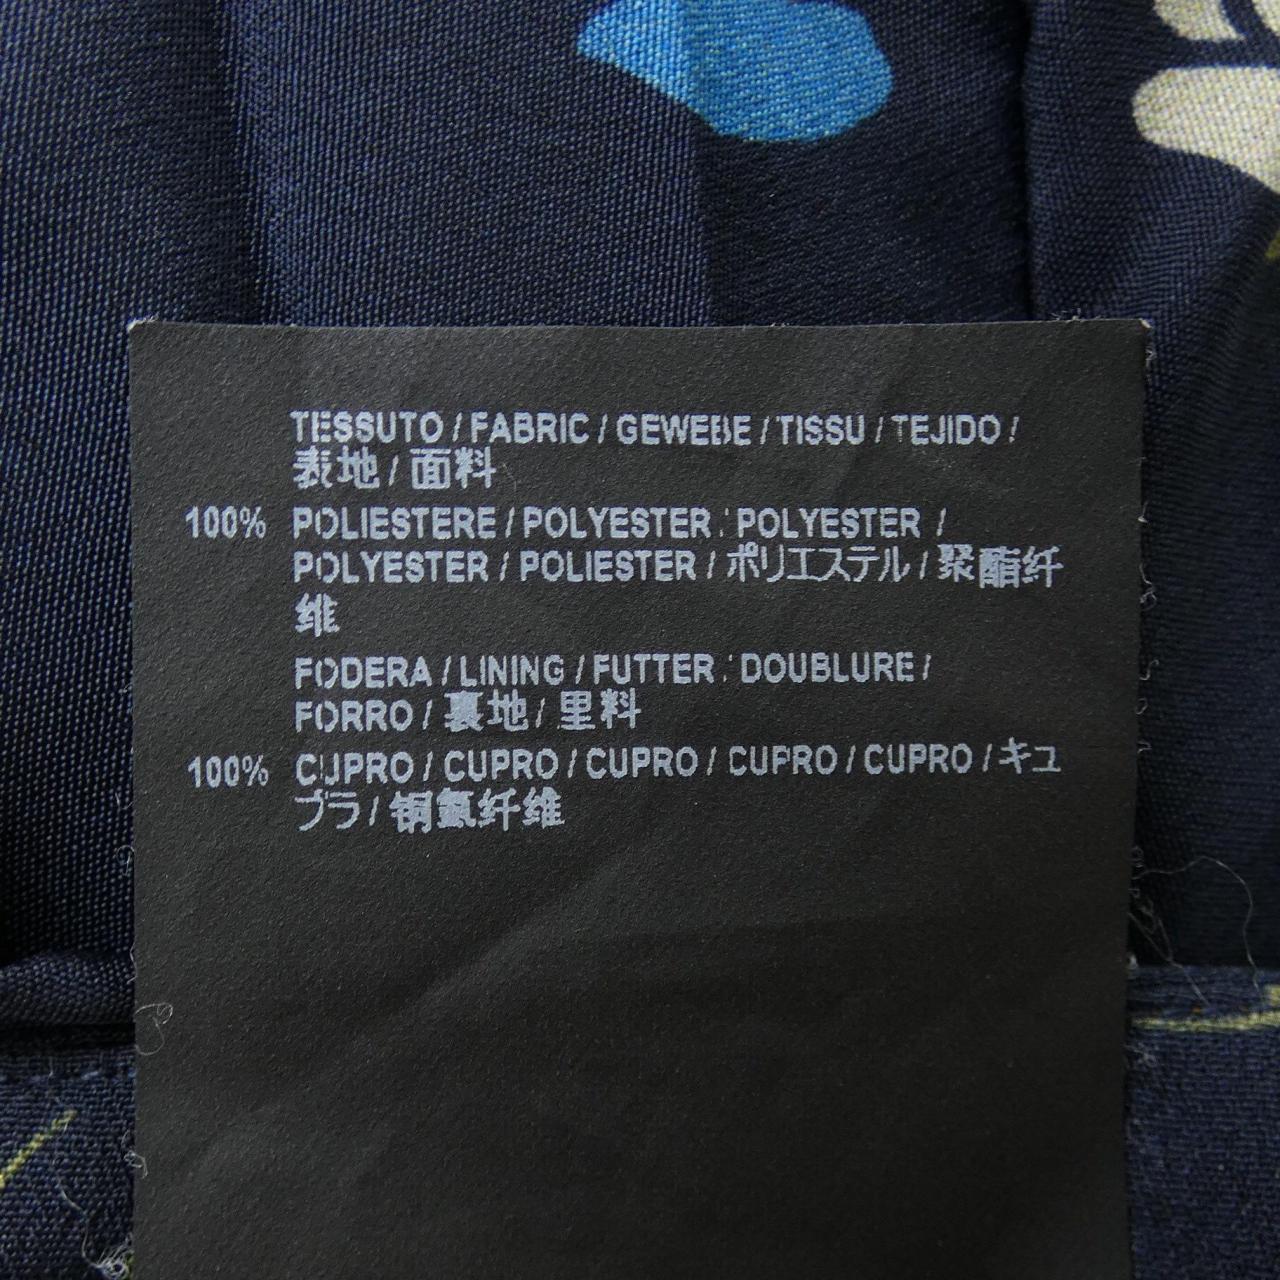 TESSUTO / FABRIC / GEWEBE / TISSU / TEJIDO /
表地 / 面料
100% POLIESTERE / POLYESTER / POLYESTER /
POLYESTER / POLIESTER / ポリエステル / 聚酯纤
维
FODERA / LINING / FUTTER / DOUBLURE /
FORRO / 裏地 / 里料
100% CUPRO / CUPRO / CUPRO / CUPRO / CUPRO / キュ
プラ / 铜氨纤维